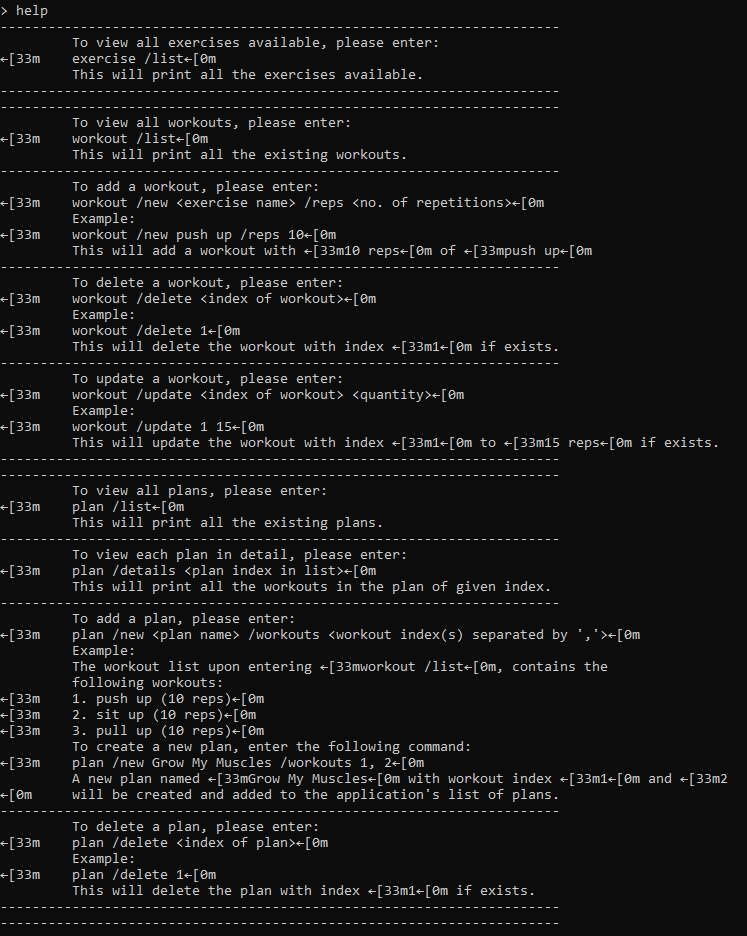 > help
----------------------------------------------------------------------
         To view all exercises available, please enter:
←[33m    exercise /list←[0m
         This will print all the exercises available.
----------------------------------------------------------------------
----------------------------------------------------------------------
         To view all workouts, please enter:
←[33m    workout /list←[0m
         This will print all the existing workouts.
----------------------------------------------------------------------
         To add a workout, please enter:
←[33m    workout /new <exercise name> /reps <no. of repetitions>←[0m
         Example:
←[33m    workout /new push up /reps 10←[0m
         This will add a workout with ←[33m10 reps←[0m of ←[33mpush up←[0m
----------------------------------------------------------------------
         To delete a workout, please enter:
←[33m    workout /delete <index of workout>←[0m
         Example:
←[33m    workout /delete 1←[0m
         This will delete the workout with index ←[33m1←[0m if exists.
----------------------------------------------------------------------
         To update a workout, please enter:
←[33m    workout /update <index of workout> <quantity>←[0m
         Example:
←[33m    workout /update 1 15←[0m
         This will update the workout with index ←[33m1←[0m to ←[33m15 reps←[0m if exists.
----------------------------------------------------------------------
----------------------------------------------------------------------
         To view all plans, please enter:
←[33m    plan /list←[0m
         This will print all the existing plans.
----------------------------------------------------------------------
         To view each plan in detail, please enter:
←[33m    plan /details <plan index in list>←[0m
         This will print all the workouts in the plan of given index.
----------------------------------------------------------------------
         To add a plan, please enter:
←[33m    plan /new <plan name> /workouts <workout index(s) separated by ','>←[0m
         Example:
         The workout list upon entering ←[33mworkout /list←[0m, contains the
         following workouts:
←[33m    1. push up (10 reps)←[0m
←[33m    2. sit up (10 reps)←[0m
←[33m    3. pull up (10 reps)←[0m
         To create a new plan, enter the following command:
←[33m    plan /new Grow My Muscles /workouts 1, 2←[0m
         A new plan named ←[33mGrow My Muscles←[0m with workout index ←[33m1←[0m and ←[33m2
←[0m     will be created and added to the application's list of plans.
----------------------------------------------------------------------
         To delete a plan, please enter:
←[33m    plan /delete <index of plan>←[0m
         Example:
←[33m    plan /delete 1←[0m
         This will delete the plan with index ←[33m1←[0m if exists.
----------------------------------------------------------------------
----------------------------------------------------------------------